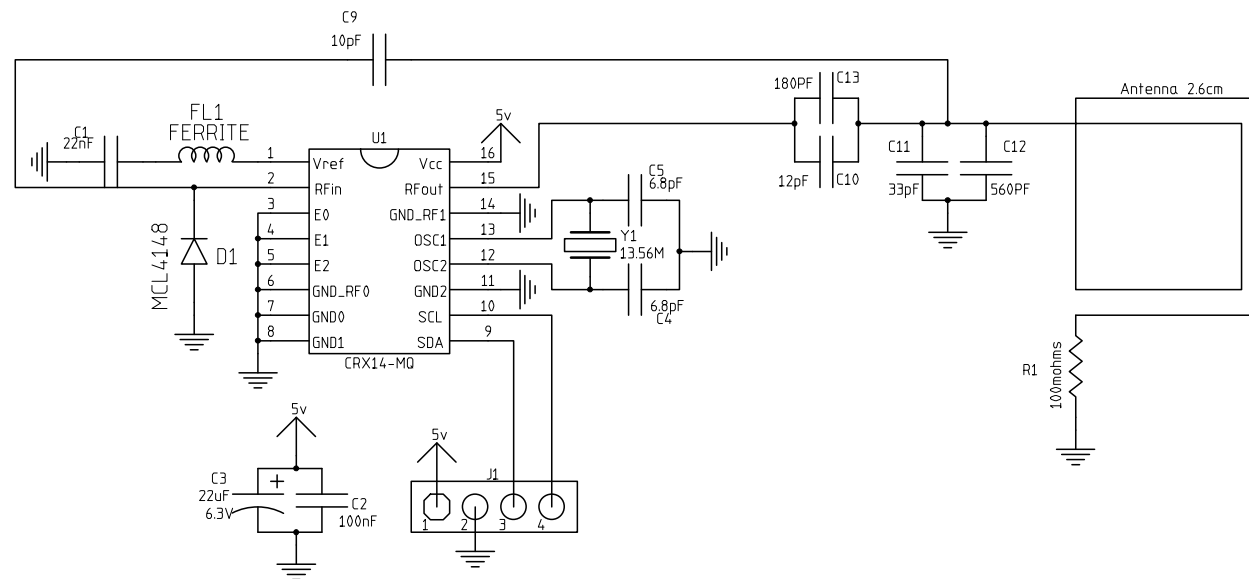 C9
10pF
180PF
C13
Antenna 2.6cm
FL1
FERRITE
C1
22nF
U1
5v
12pF
C10
C11
C12
33pF
560PF
1
Vref
Vcc
16
2
RFin
RFout
15
3
E0
GND_RF1
14
4
E1
OSC1
13
5
E2
OSC2
12
6
GND_RF0
GND2
11
7
GND0
SCL
10
8
GND1
SDA
9
CRX14-MQ
C5
6.8pF
Y1
13.56M
6.8pF
C4
MCL4148
D1
R1
100mohms
5v
C3
+
22uF
6.3V
C2
100nF
5v
J1
1
2
3
4